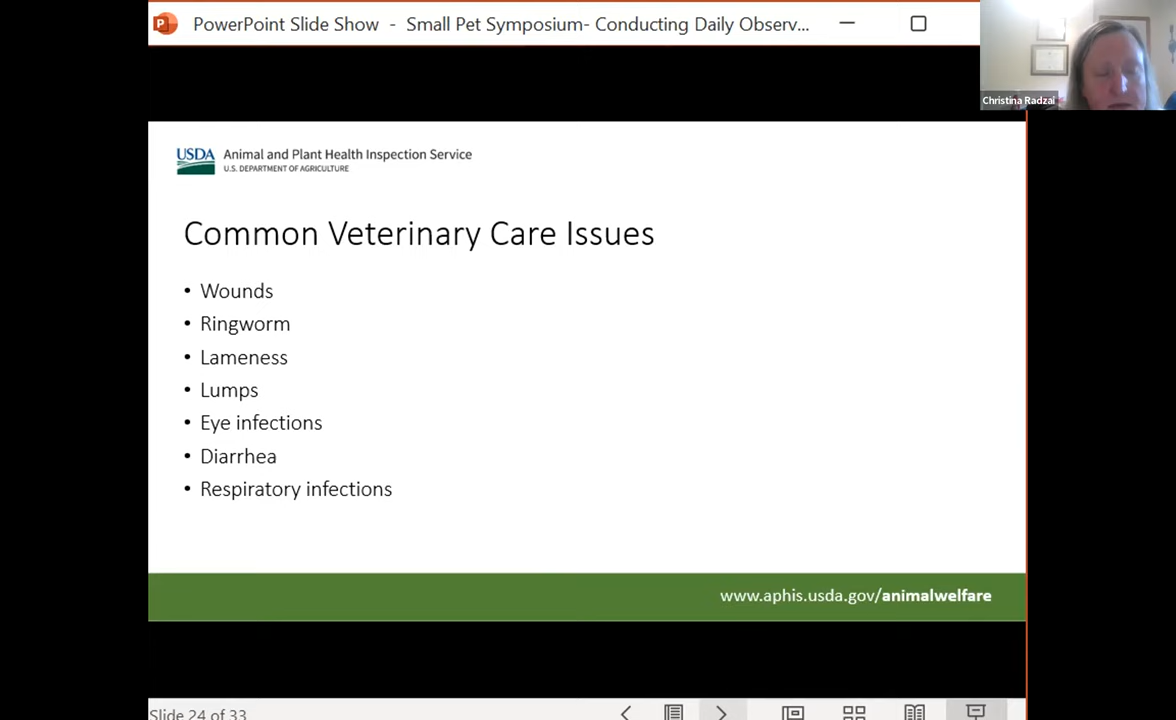 PowerPoint Slide Show - Small Pet Symposium- Conducting Daily Observ...
Christina Radzai
USDA Animal and Plant Health Inspection Service
U.S. DEPARTMENT OF AGRICULTURE
Common Veterinary Care Issues
• Wounds
• Ringworm
• Lameness
• Lumps
• Eye infections
• Diarrhea
• Respiratory infections
www.aphis.usda.gov/animalwelfare
Slide 24 of 33